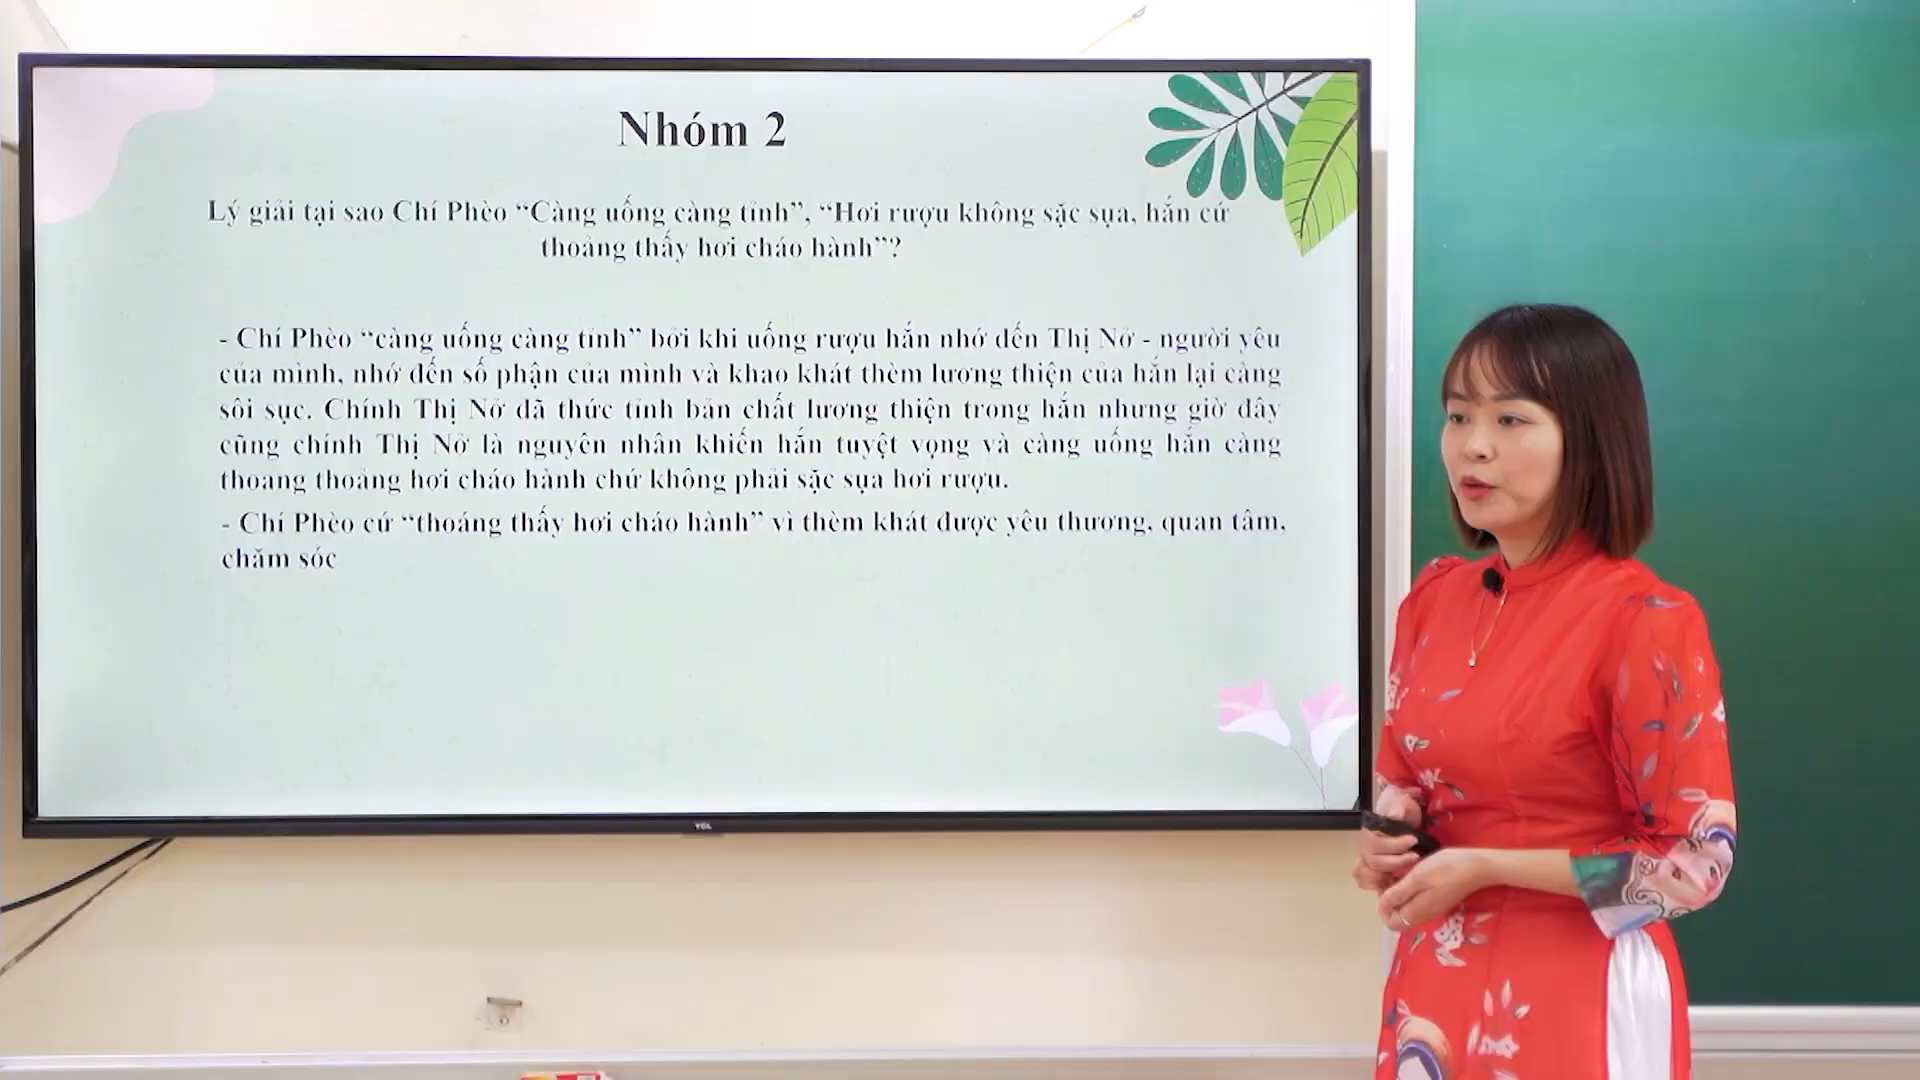 Nhóm 2
Lý giải tại sao Chí Phèo “Càng uống càng tỉnh”, “Hơi rượu không sặc sụa, hắn cứ
thoảng thấy hơi cháo hành”?
- Chí Phèo “càng uống càng tỉnh” bởi khi uống rượu hắn nhớ đến Thị Nở - người yêu
của mình, nhớ đến số phận của mình và khao khát thèm lương thiện của hắn lại càng
sôi sục. Chính Thị Nở đã thức tỉnh bản chất lương thiện trong hắn nhưng giờ đây
cũng chính Thị Nở là nguyên nhân khiến hắn tuyệt vọng và càng uống hắn càng
thoang thoảng hơi cháo hành chứ không phải sặc sụa hơi rượu.
- Chí Phèo cứ “thoáng thấy hơi cháo hành” vì thèm khát được yêu thương, quan tâm,
chăm sóc
TCL